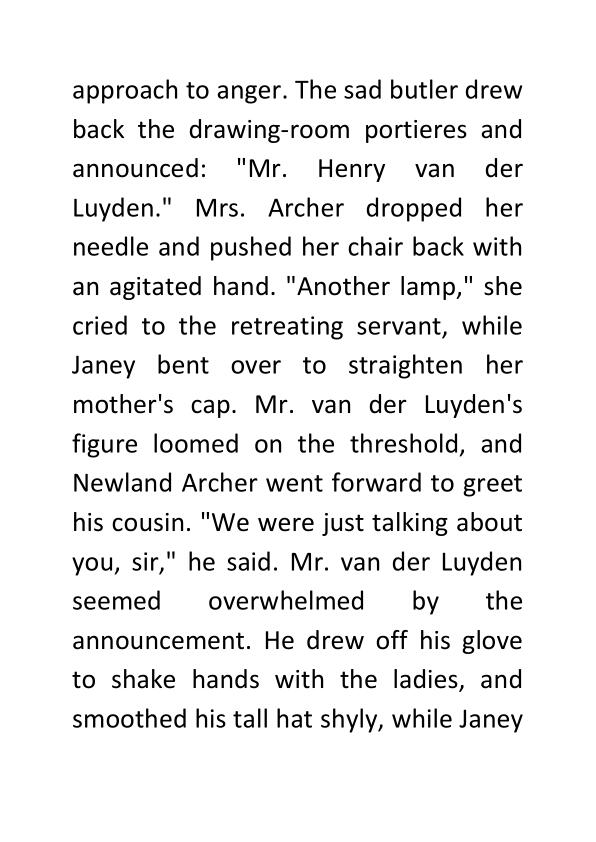 approach to anger. The sad butler drew
back the drawing-room portieres and
announced: "Mr. Henry van der
Luyden." Mrs. Archer dropped her
needle and pushed her chair back with
an agitated hand. "Another lamp," she
cried to the retreating servant, while
Janey bent over to straighten her
mother's cap. Mr. van der Luyden's
figure loomed on the threshold, and
Newland Archer went forward to greet
his cousin. "We were just talking about
you, sir," he said. Mr. van der Luyden
seemed overwhelmed by the
announcement. He drew off his glove
to shake hands with the ladies, and
smoothed his tall hat shyly, while Janey